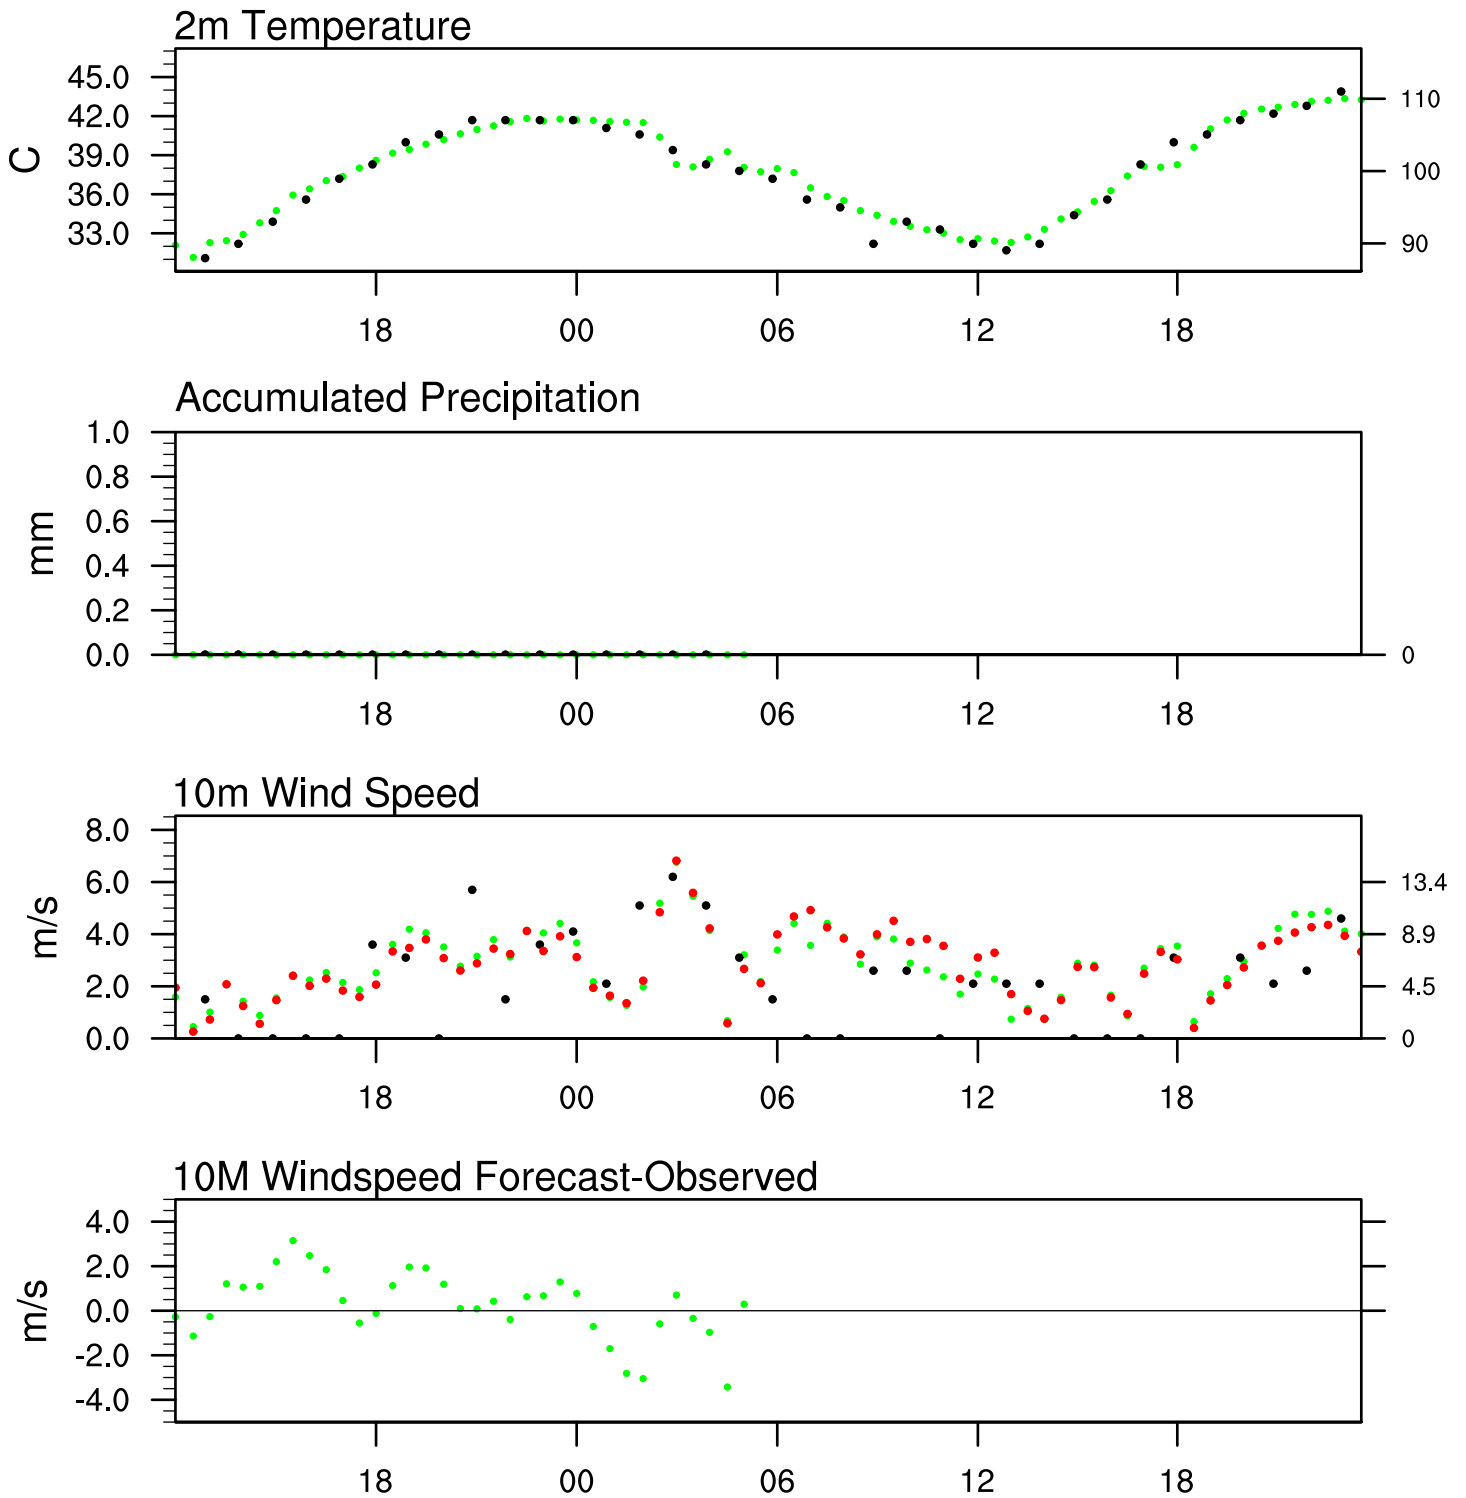 2m Temperature
45.0
42.0
39.0
36.0
33.0
C
110
100
90
18 00 06 12 18
Accumulated Precipitation
1.0
0.8
0.6
0.4
0.2
0.0
mm
0
18 00 06 12 18
10m Wind Speed
8.0
6.0
4.0
2.0
0.0
m/s
13.4
8.9
4.5
0
18 00 06 12 18
10M Windspeed Forecast-Observed
4.0
2.0
0.0
-2.0
-4.0
m/s
18 00 06 12 18